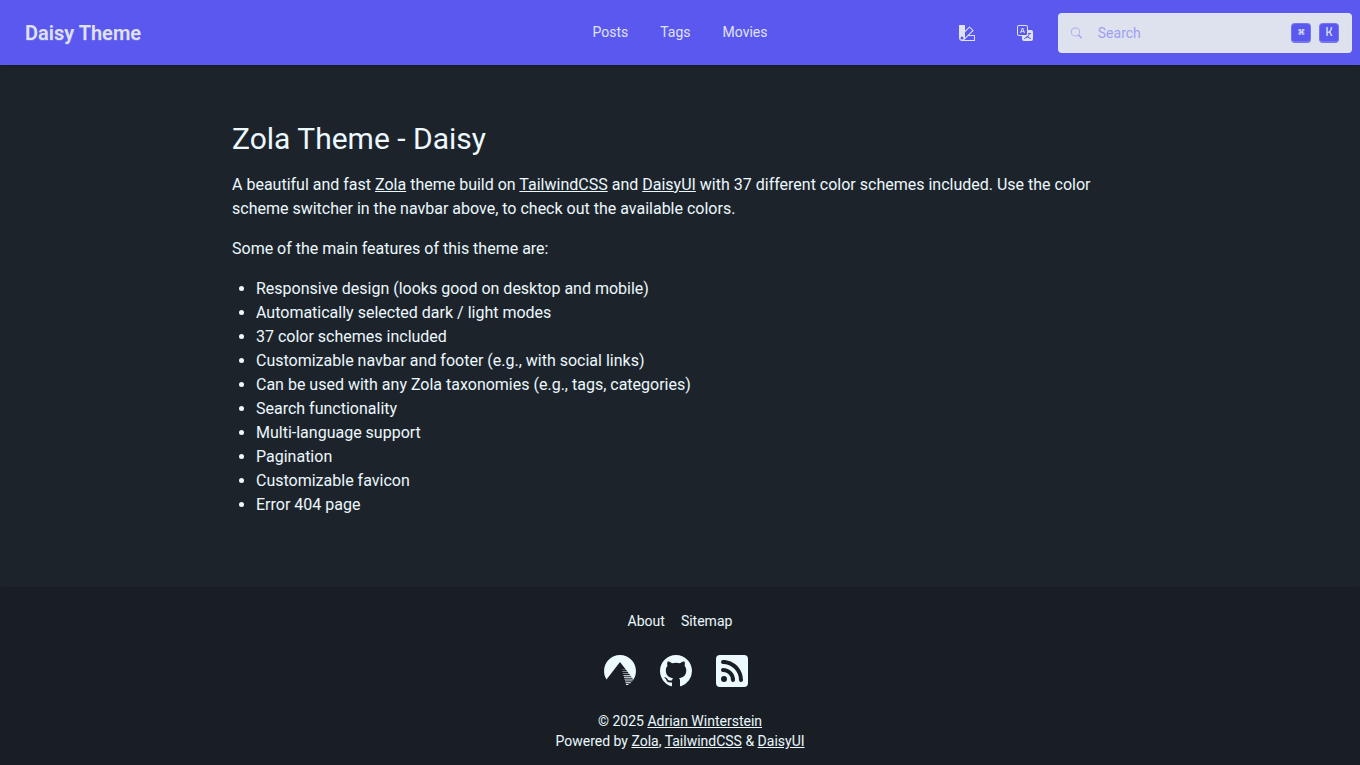 Daisy Theme
Posts Tags Movies
Search ⌘ K
Zola Theme - Daisy
A beautiful and fast Zola theme build on TailwindCSS and DaisyUI with 37 different color schemes included. Use the color
scheme switcher in the navbar above, to check out the available colors.
Some of the main features of this theme are:
• Responsive design (looks good on desktop and mobile)
• Automatically selected dark / light modes
• 37 color schemes included
• Customizable navbar and footer (e.g., with social links)
• Can be used with any Zola taxonomies (e.g., tags, categories)
• Search functionality
• Multi-language support
• Pagination
• Customizable favicon
• Error 404 page
About Sitemap
© 2025 Adrian Winterstein
Powered by Zola, TailwindCSS & DaisyUI